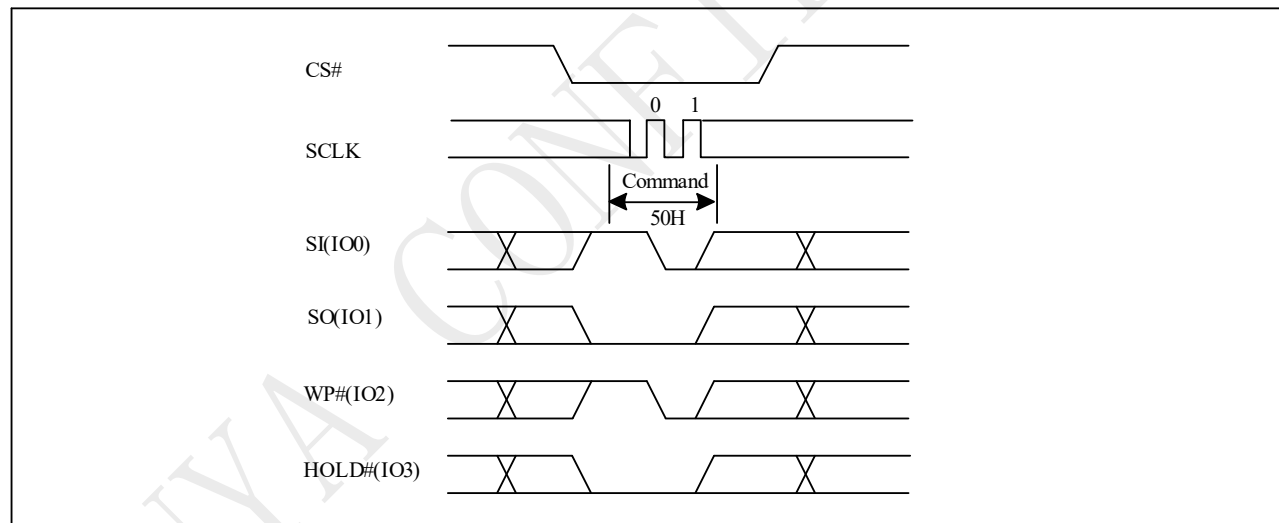 CS#
0 1
SCLK
Command
50H
SI(IO0)
SO(IO1)
WP#(IO2)
HOLD#(IO3)